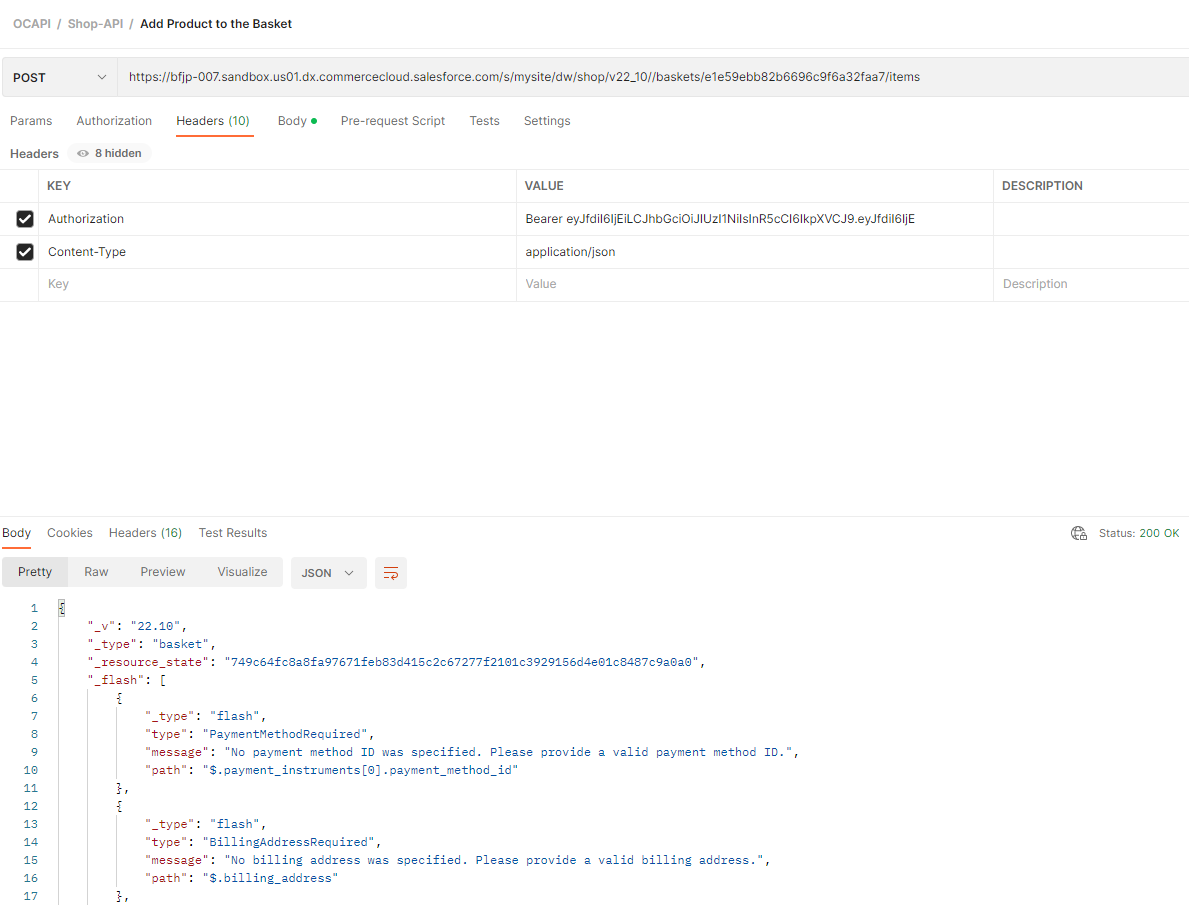 OCAPI / Shop-API / Add Product to the Basket
POST https://bfjp-007.sandbox.us01.dx.commercecloud.salesforce.com/s/mysite/dw/shop/v22_10//baskets/e1e59ebb82b6696c9f6a32faa7/items
Params Authorization Headers (10) Body Pre-request Script Tests Settings
Headers 8 hidden
KEY VALUE DESCRIPTION
Authorization Bearer eyJfdiI6IjEiLCJhbGciOiJIUzI1NiIsInR5cCI6IkpXVCJ9.eyJfdiI6IjE
Content-Type application/json
Key Value Description
Body Cookies Headers (16) Test Results Status: 200 OK
Pretty Raw Preview Visualize JSON
1 {
2 "_v": "22.10",
3 "_type": "basket",
4 "_resource_state": "749c64fc8a8fa97671feb83d415c2c67277f2101c3929156d4e01c8487c9a0a0",
5 "_flash": [
6 {
7 "_type": "flash",
8 "type": "PaymentMethodRequired",
9 "message": "No payment method ID was specified. Please provide a valid payment method ID.",
10 "path": "$.payment_instruments[0].payment_method_id"
11 },
12 {
13 "_type": "flash",
14 "type": "BillingAddressRequired",
15 "message": "No billing address was specified. Please provide a valid billing address.",
16 "path": "$.billing_address"
17 },